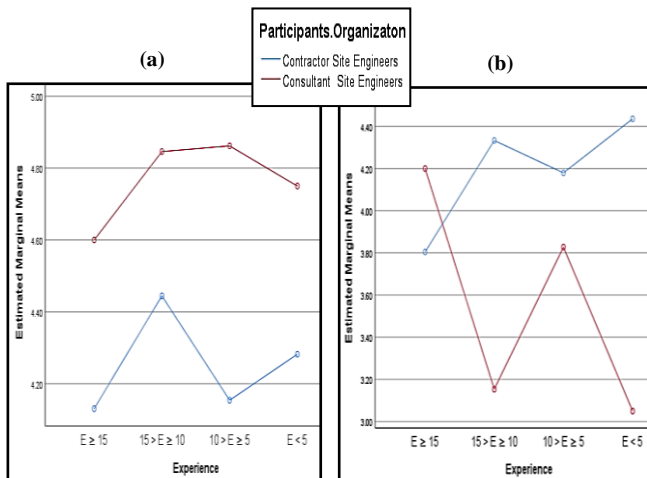 Participants.Organizaton
Contractor Site Engineers
Consultant Site Engineers
(a)
Estimated Marginal Means
5.00
4.80
4.60
4.40
4.20
E ≥ 15
15 > E ≥ 10
10 > E ≥ 5
E < 5
Experience
(b)
Estimated Marginal Means
4.40
4.20
4.00
3.80
3.60
3.40
3.20
3.00
E ≥ 15
15 > E ≥ 10
10 > E ≥ 5
E < 5
Experience